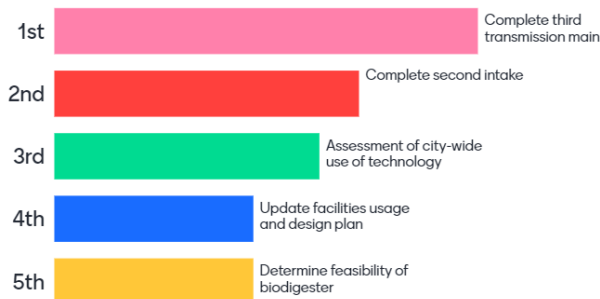 1st
Complete third
transmission main
2nd
Complete second intake
3rd
Assessment of city-wide
use of technology
4th
Update facilities usage
and design plan
5th
Determine feasibility of
biodigester